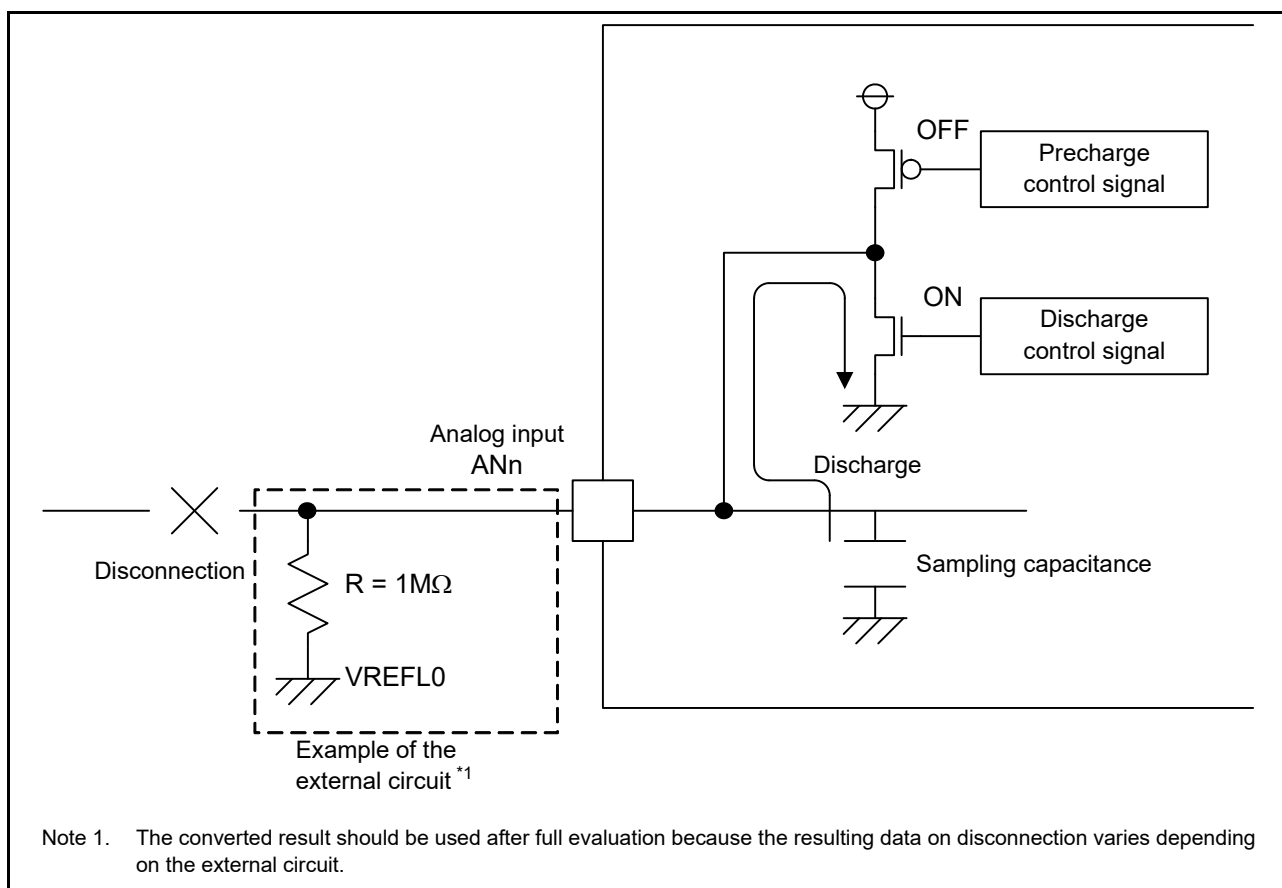 OFF
Precharge
control signal
ON
Discharge
control signal
Analog input
ANn
Discharge
Disconnection
R = 1MΩ
Sampling capacitance
VREFL0
Example of the
external circuit *1
Note 1. The converted result should be used after full evaluation because the resulting data on disconnection varies depending
on the external circuit.